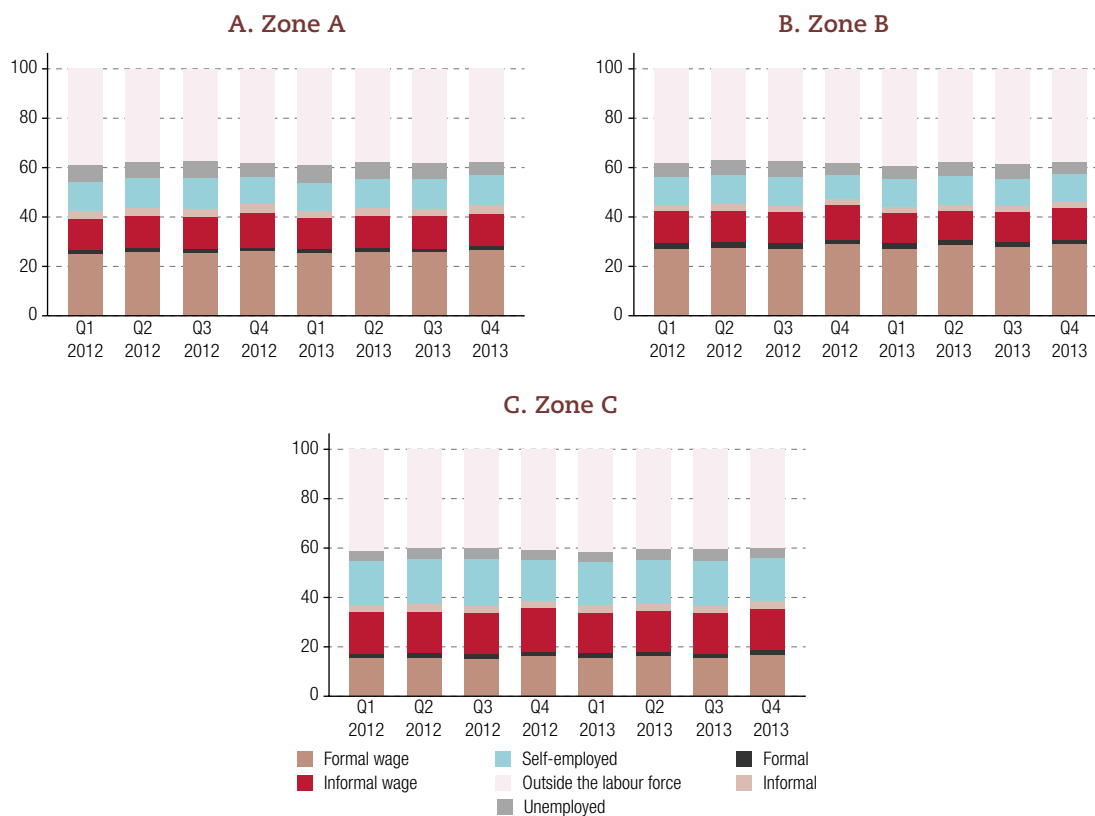 A. Zone A
100
80
60
40
20
0
Q1 Q2 Q3 Q4 Q1 Q2 Q3 Q4
2012 2012 2012 2012 2013 2013 2013 2013
B. Zone B
100
80
60
40
20
0
Q1 Q2 Q3 Q4 Q1 Q2 Q3 Q4
2012 2012 2012 2012 2013 2013 2013 2013
C. Zone C
100
80
60
40
20
0
Q1 Q2 Q3 Q4 Q1 Q2 Q3 Q4
2012 2012 2012 2012 2013 2013 2013 2013
Formal wage Self-employed Formal
Informal wage Outside the labour force Informal
Unemployed